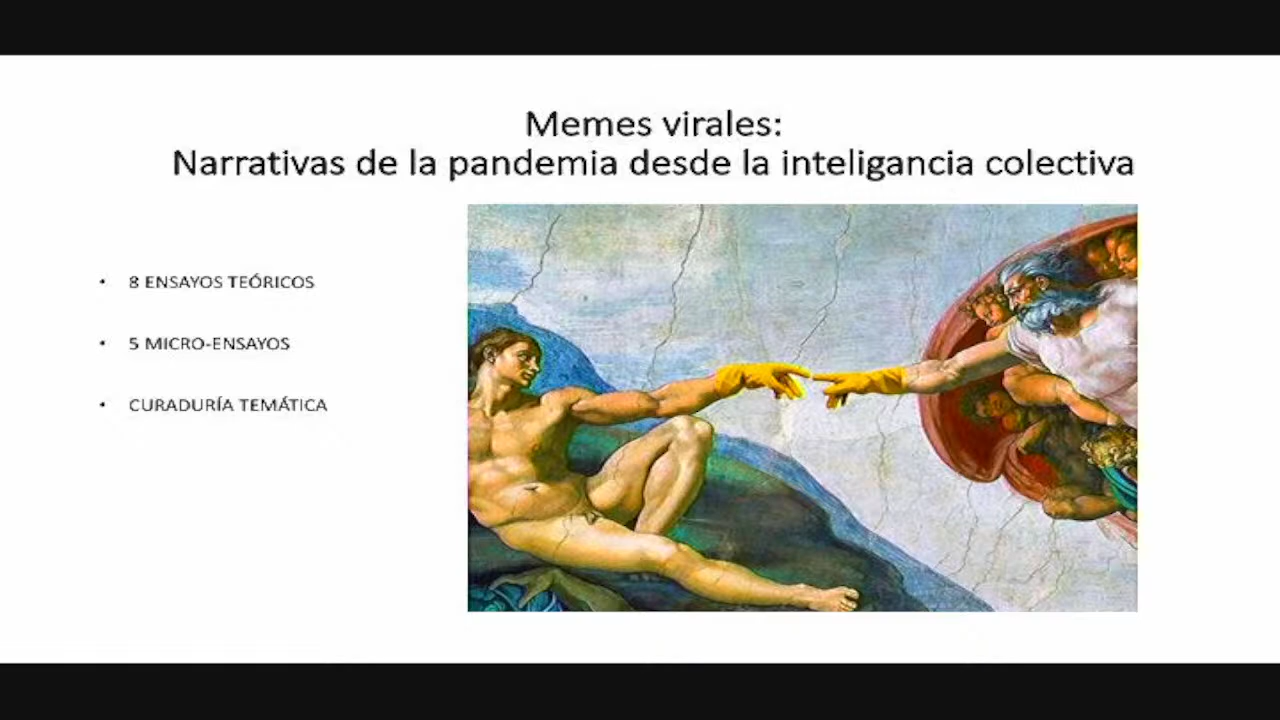 Memes virales:
Narrativas de la pandemia desde la inteligancia colectiva
• 8 ENSAYOS TEÓRICOS
• 5 MICRO-ENSAYOS
• CURADURÍA TEMÁTICA